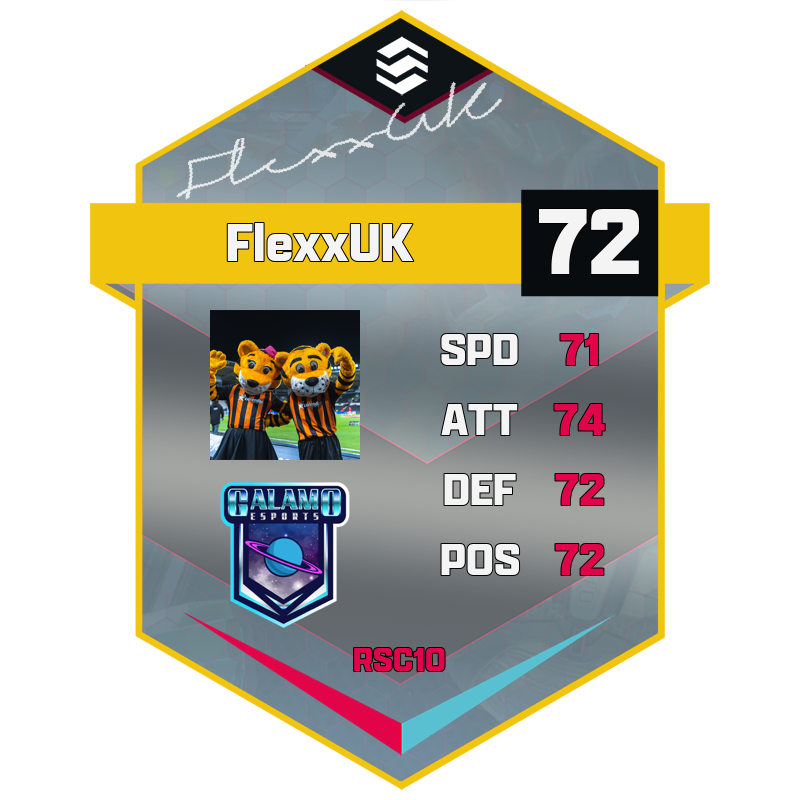 FlexxUK
FlexxUK
72
SPD 71
ATT 74
DEF 72
POS 72
GALAMO
ESPORTS
RSC10